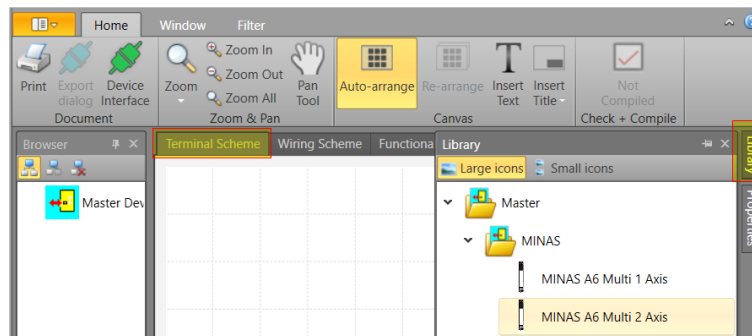 Home Window Filter
Print
Export dialog
Device Interface
Document
Zoom
Zoom In
Zoom Out
Zoom All
Pan Tool
Zoom & Pan
Auto-arrange
Re-arrange
Insert Text
Insert Title
Canvas
Not Compiled
Check + Compile
Browser
Master Dev
Terminal Scheme Wiring Scheme Functiona
Library
Large icons Small icons
Master
MINAS
MINAS A6 Multi 1 Axis
MINAS A6 Multi 2 Axis
Library
Properties